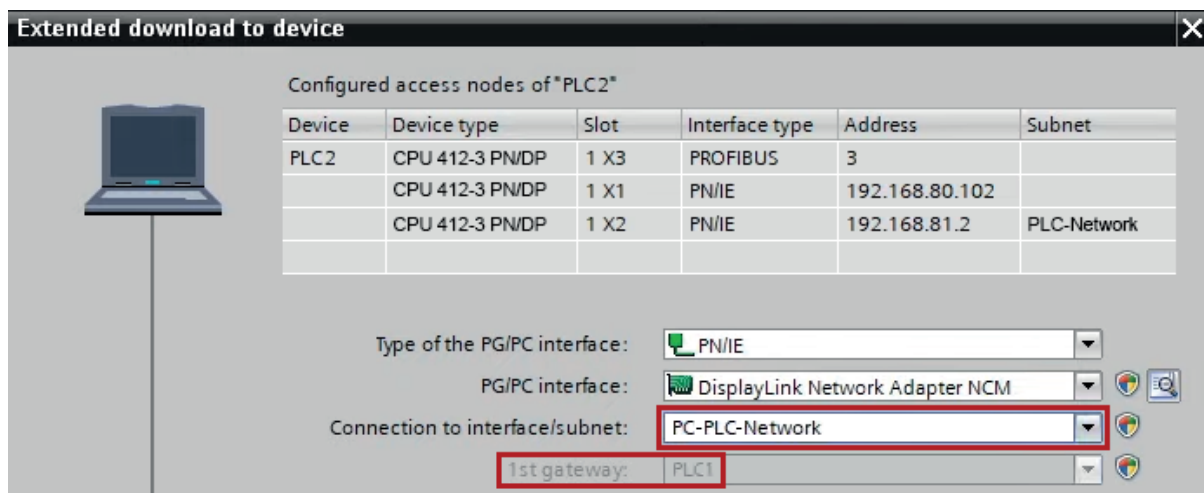 Extended download to device
Configured access nodes of "PLC2"
Device Device type Slot Interface type Address Subnet
PLC2 CPU 412-3 PN/DP 1 X3 PROFIBUS 3
CPU 412-3 PN/DP 1 X1 PN/IE 192.168.80.102
CPU 412-3 PN/DP 1 X2 PN/IE 192.168.81.2 PLC-Network
Type of the PG/PC interface: PN/IE
PG/PC interface: DisplayLink Network Adapter NCM
Connection to interface/subnet: PC-PLC-Network
1st gateway: PLC1